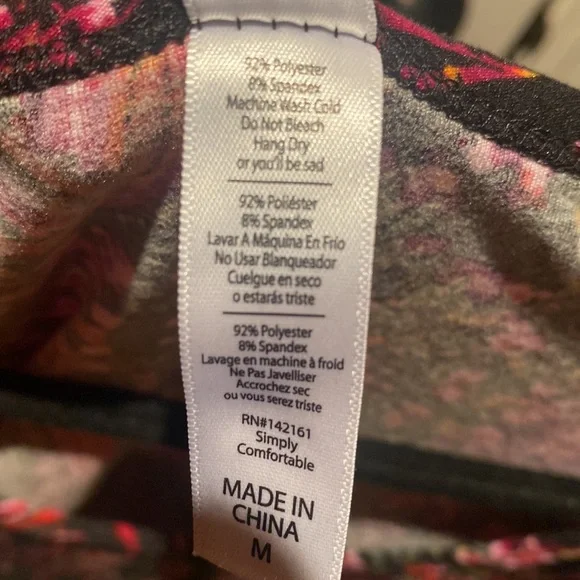 92% Polyester
8% Spandex
Machine Wash Cold
Do Not Bleach
Hang Dry
or you'll be sad
92% Poliéster
8% Spandex
Lavar A Máquina En Frio
No Usar Blanqueador
Cuelgue en seco
o estarás triste
92% Polyester
8% Spandex
Lavage en machine à froid
Ne Pas Javelliser
Accrochez sec
ou vous serez triste
RN#142161
Simply
Comfortable
MADE IN
CHINA
M